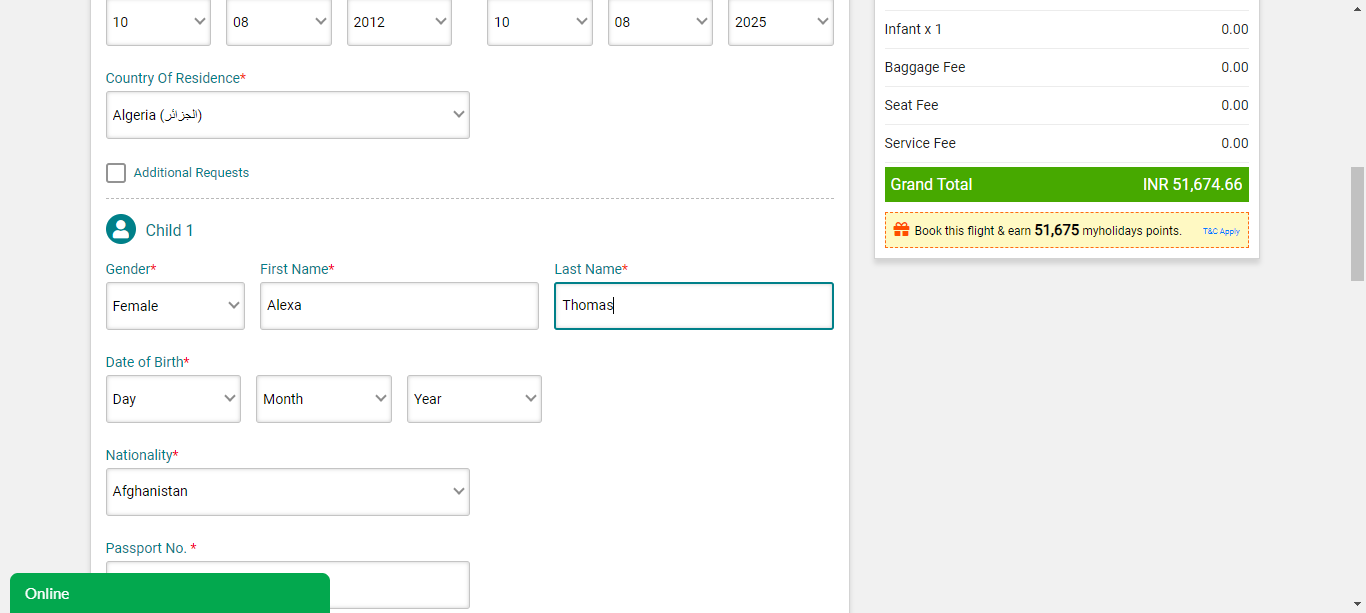 10 08 2012 10 08 2025
Country Of Residence*
Algeria (الجزائر)
Additional Requests
Child 1
Gender* First Name* Last Name*
Female Alexa Thomas
Date of Birth*
Day Month Year
Nationality*
Afghanistan
Passport No. *
Online
Infant x 1 0.00
Baggage Fee 0.00
Seat Fee 0.00
Service Fee 0.00
Grand Total INR 51,674.66
Book this flight & earn 51,675 myholidays points. T&C Apply